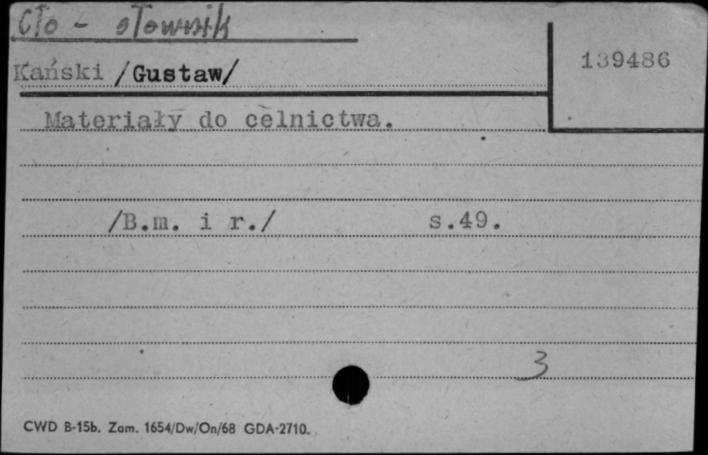 Cło - słownik
139486
Kański /Gustaw/
Materiały do celnictwa.
/B.m. i r./ s.49.
3
CWD B-15b. Zam. 1654/Dw/On/68 GDA-2710.